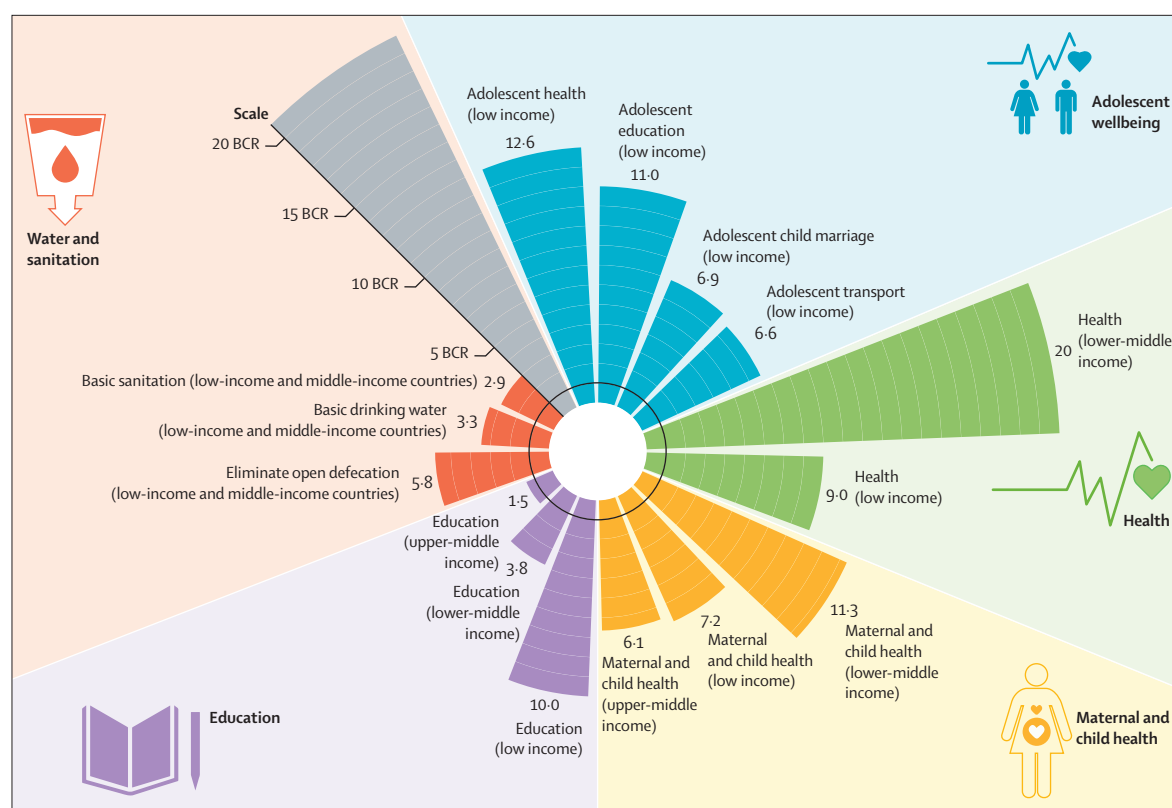 Scale
20 BCR
15 BCR
10 BCR
5 BCR
Water and
sanitation
Basic sanitation (low-income and middle-income countries)
2·9
Basic drinking water
(low-income and middle-income countries)
3·3
Eliminate open defecation
(low-income and middle-income countries)
5·8
Adolescent health
(low income)
12·6
Adolescent
education
(low income)
11·0
Adolescent child marriage
(low income)
6·9
Adolescent transport
(low income)
6·6
Adolescent
wellbeing
Health
(lower-middle
income)
20
Health
(low income)
9·0
Health
11·3
Maternal and
child health
(lower-middle
income)
7·2
Maternal
and child health
(low income)
6·1
Maternal and
child health
(upper-middle
income)
Maternal and
child health
1·5
Education
(upper-middle
income)
3·8
Education
(lower-middle
income)
10·0
Education
(low income)
Education